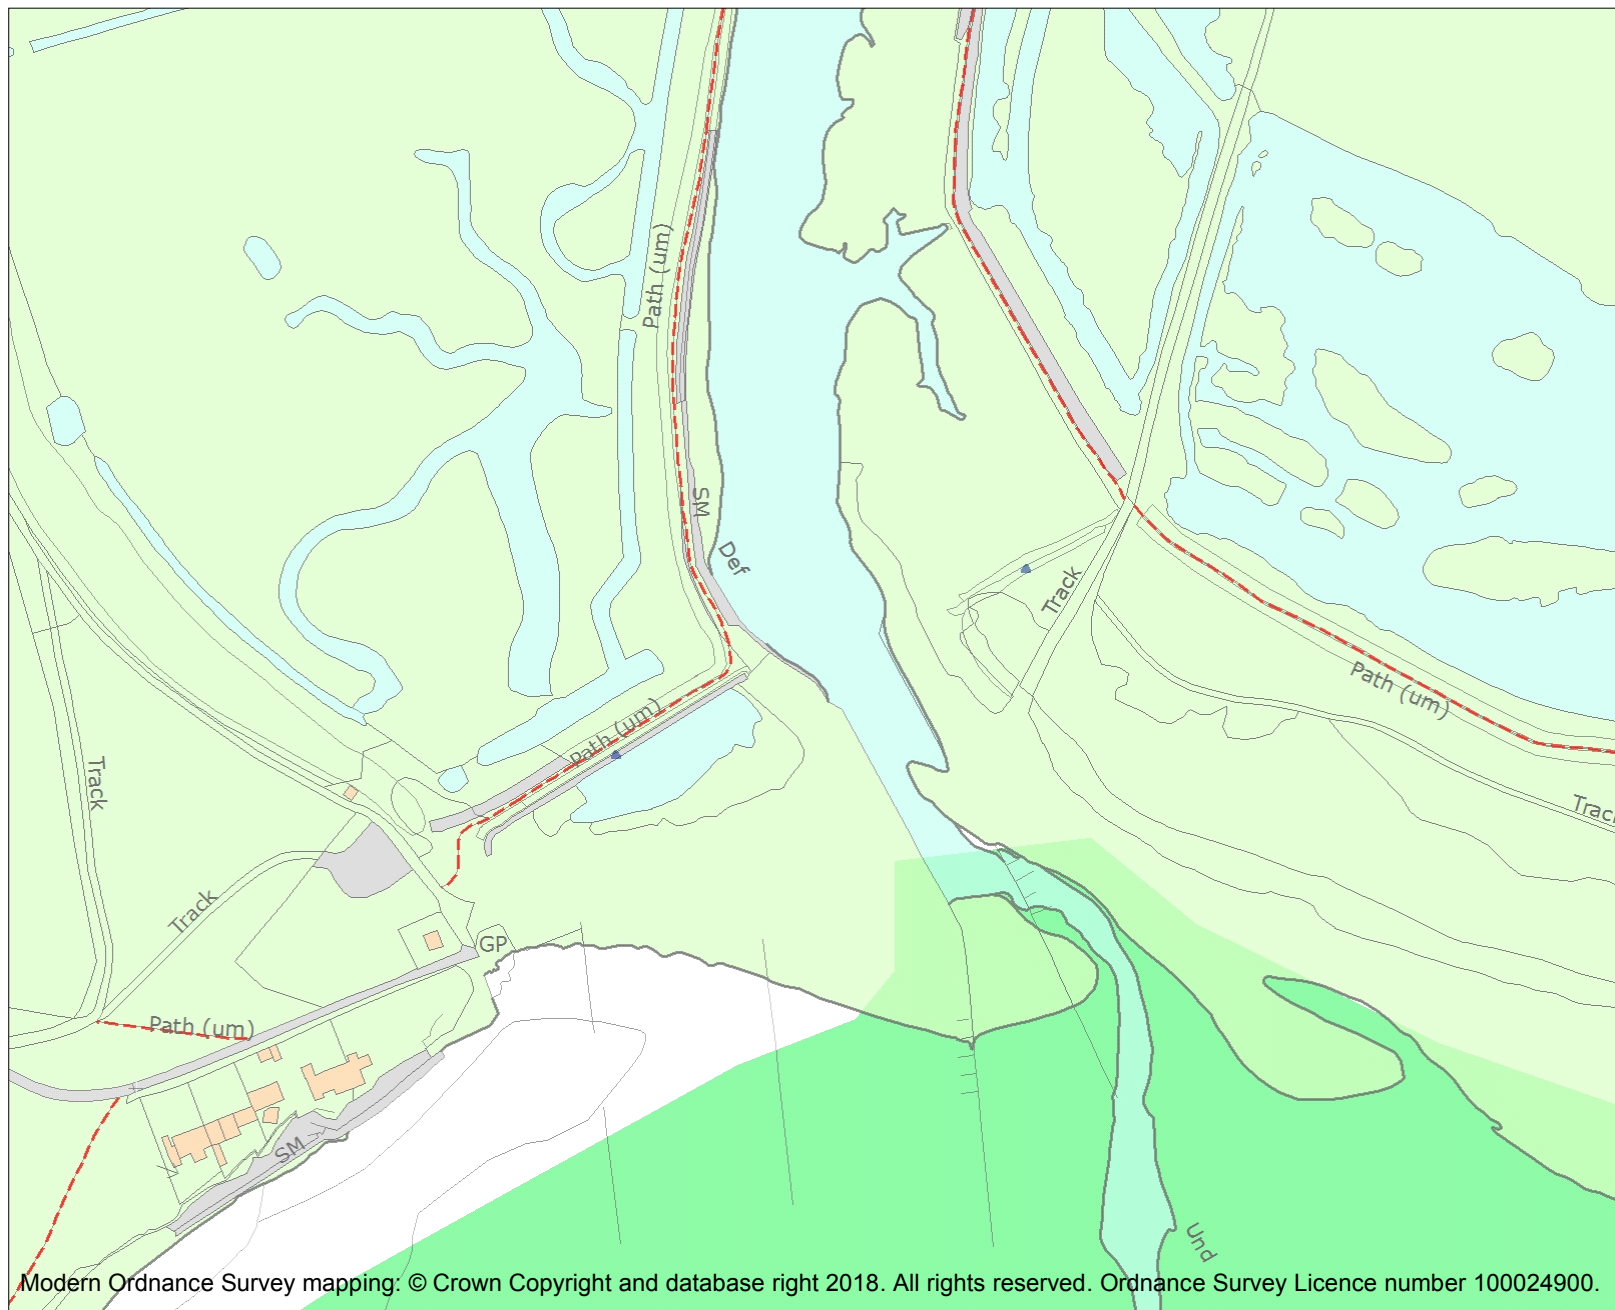 Path (um)
SM
Def
Track
Path (um)
Path (um)
Track
Trac
Track
GP
Path (um)
SM
Und
Modern Ordnance Survey mapping: © Crown Copyright and database right 2018. All rights reserved. Ordnance Survey Licence number 100024900.